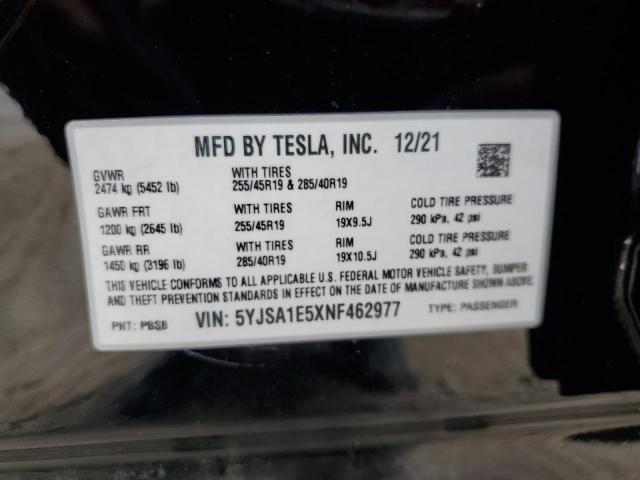 MFD BY TESLA, INC. 12/21
GVWR
2474 kg (5452 lb)
WITH TIRES
255/45R19 & 285/40R19
GAWR FRT
1200 kg (2645 lb)
WITH TIRES
255/45R19
RIM
19X9.5J
COLD TIRE PRESSURE
290 kPa, 42 psi
GAWR RR
1450 kg (3196 lb)
WITH TIRES
285/40R19
RIM
19X10.5J
COLD TIRE PRESSURE
290 kPa, 42 psi
THIS VEHICLE CONFORMS TO ALL APPLICABLE U.S. FEDERAL MOTOR VEHICLE SAFETY, BUMPER
AND THEFT PREVENTION STANDARDS IN EFFECT ON THE DATE OF MANUFACTURE SHOWN ABOVE.
PNT: PBSB
VIN: 5YJSA1E5XNF462977
TYPE: PASSENGER